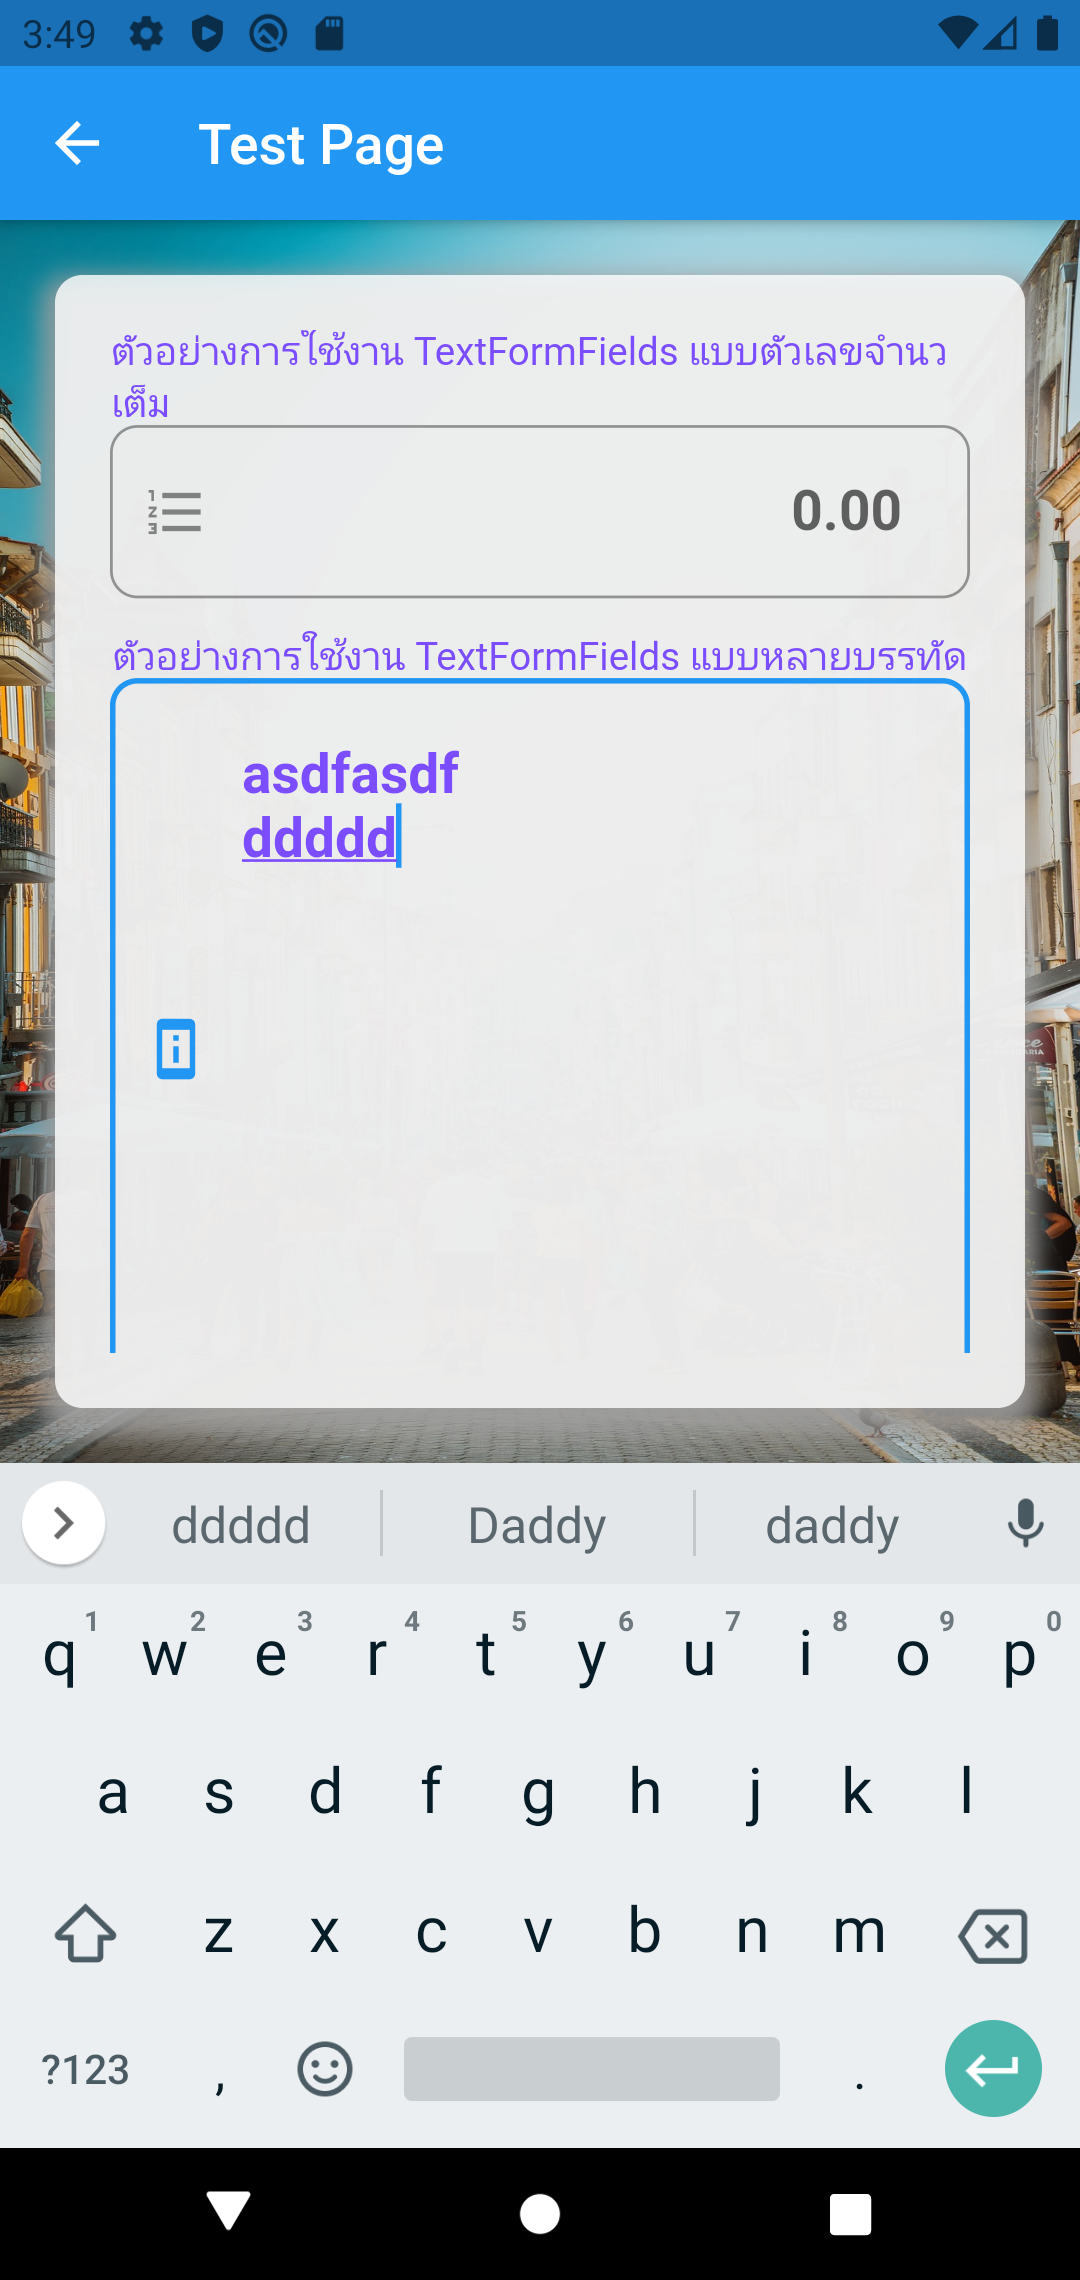 3:49
Test Page
ตัวอย่างการใช้งาน TextFormFields แบบตัวเลขจำนว
เต็ม
0.00
ตัวอย่างการใช้งาน TextFormFields แบบหลายบรรทัด
asdfasdf
ddddd
ddddd Daddy daddy
1 2 3 4 5 6 7 8 9 0
q w e r t y u i o p
a s d f g h j k l
z x c v b n m
?123 , .